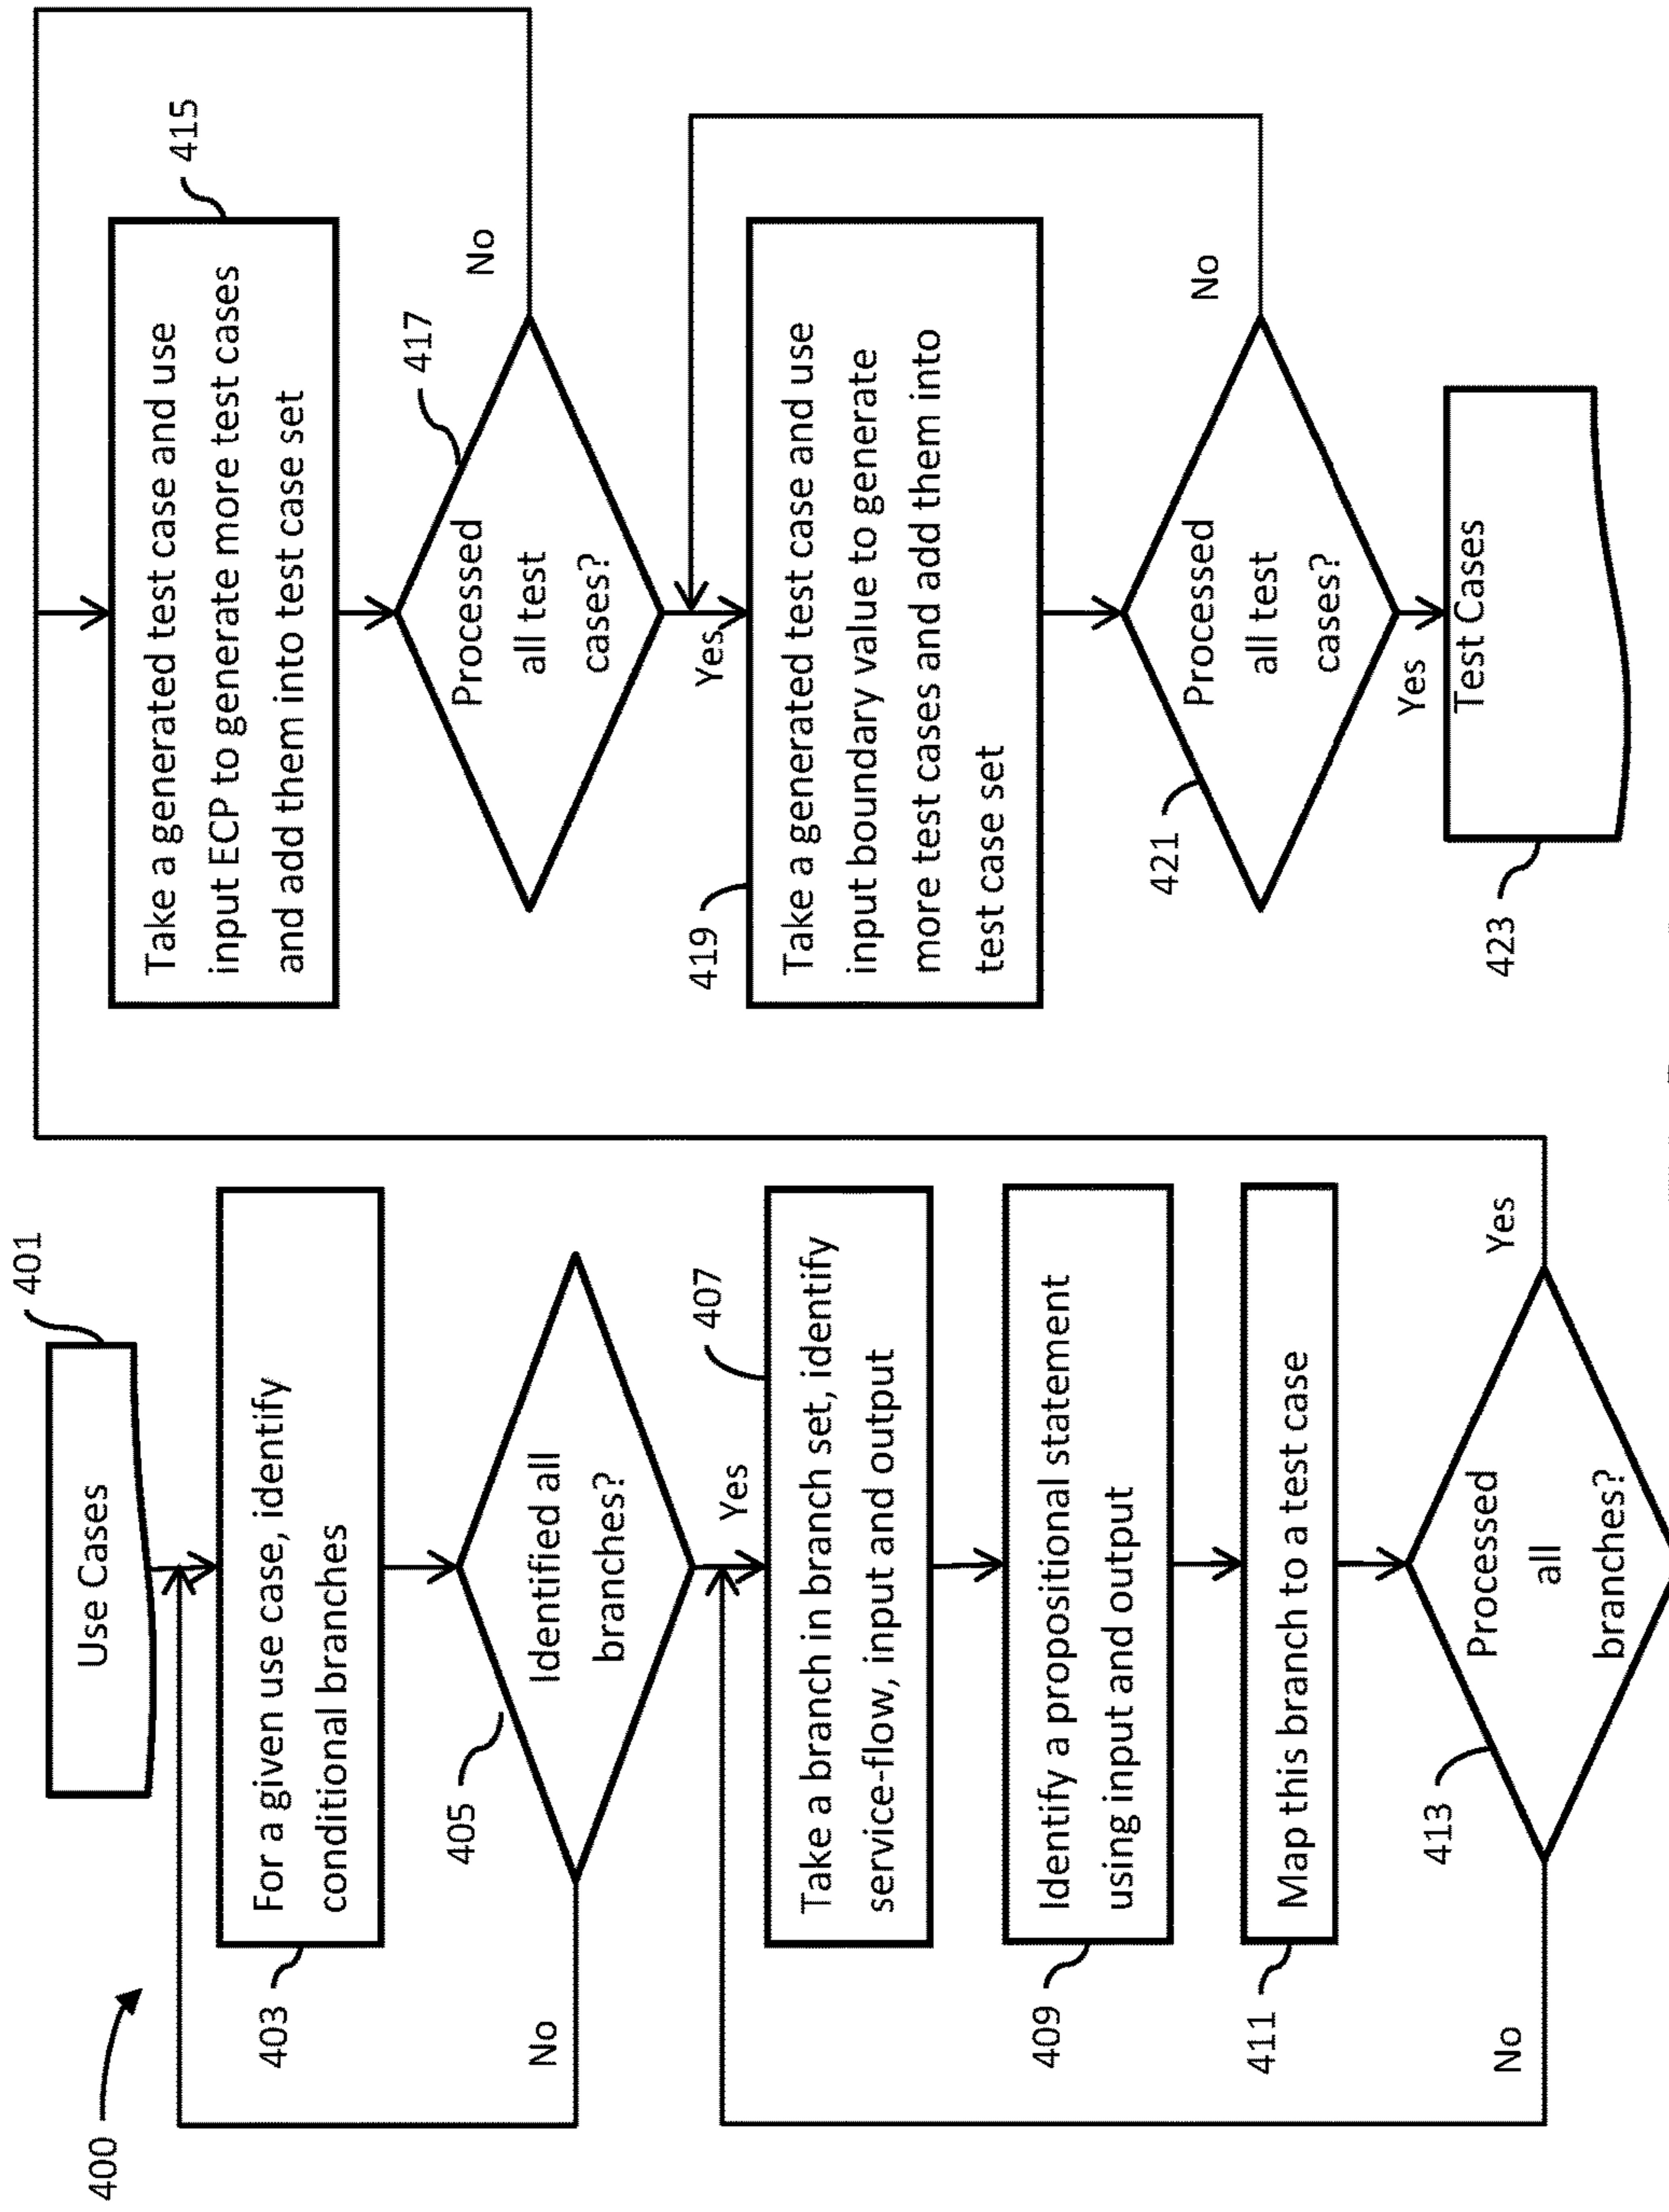 400
401
Use Cases
403
For a given use case, identify
conditional branches
405
Identified all
branches?
No
Yes
407
Take a branch in branch set, identify
service-flow, input and output
409
Identify a propositional statement
using input and output
411
Map this branch to a test case
413
Processed
all
branches?
No
Yes
415
Take a generated test case and use
input ECP to generate more test cases
and add them into test case set
417
Processed
all test
cases?
No
Yes
419
Take a generated test case and use
input boundary value to generate
more test cases and add them into
test case set
421
Processed
all test
cases?
No
Yes
423
Test Cases